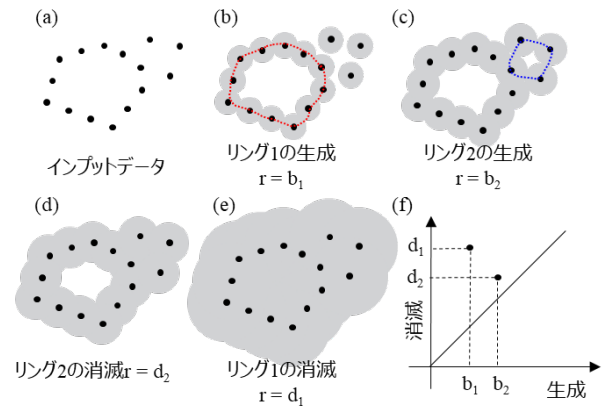 (a)
インプットデータ
(b)
リング1の生成
r = b₁
(c)
リング2の生成
r = b₂
(d)
リング2の消滅r = d₂
(e)
リング1の消滅
r = d₁
(f)
d₁
d₂
消滅
b₁
b₂
生成